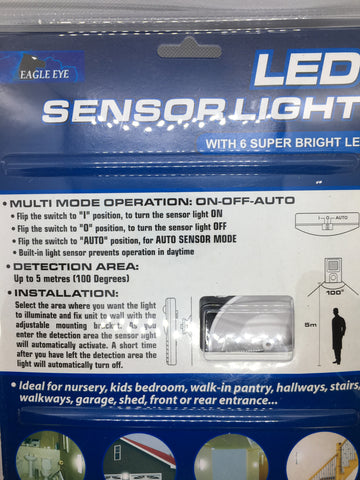 EAGLE EYE
LED
SENSOR LIGHT
WITH 6 SUPER BRIGHT LE
• MULTI MODE OPERATION: ON-OFF-AUTO
• Flip the switch to "I" position, to turn the sensor light ON
• Flip the switch to "O" position, to turn the sensor light OFF
• Flip the switch to "AUTO" position, for AUTO SENSOR MODE
• Built-in light sensor prevents operation in daytime
I O AUTO
• DETECTION AREA:
Up to 5 metres (100 Degrees)
100°
• INSTALLATION:
Select the area where you want the light
to illuminate and fix unit to wall with the
adjustable mounting bracket
enter the detection area the sensor light
will automatically activate. A short time
after you have left the detection area the
light will automatically turn off.
5m
• Ideal for nursery, kids bedroom, walk-in pantry, hallways, stairs,
walkways, garage, shed, front or rear entrance...